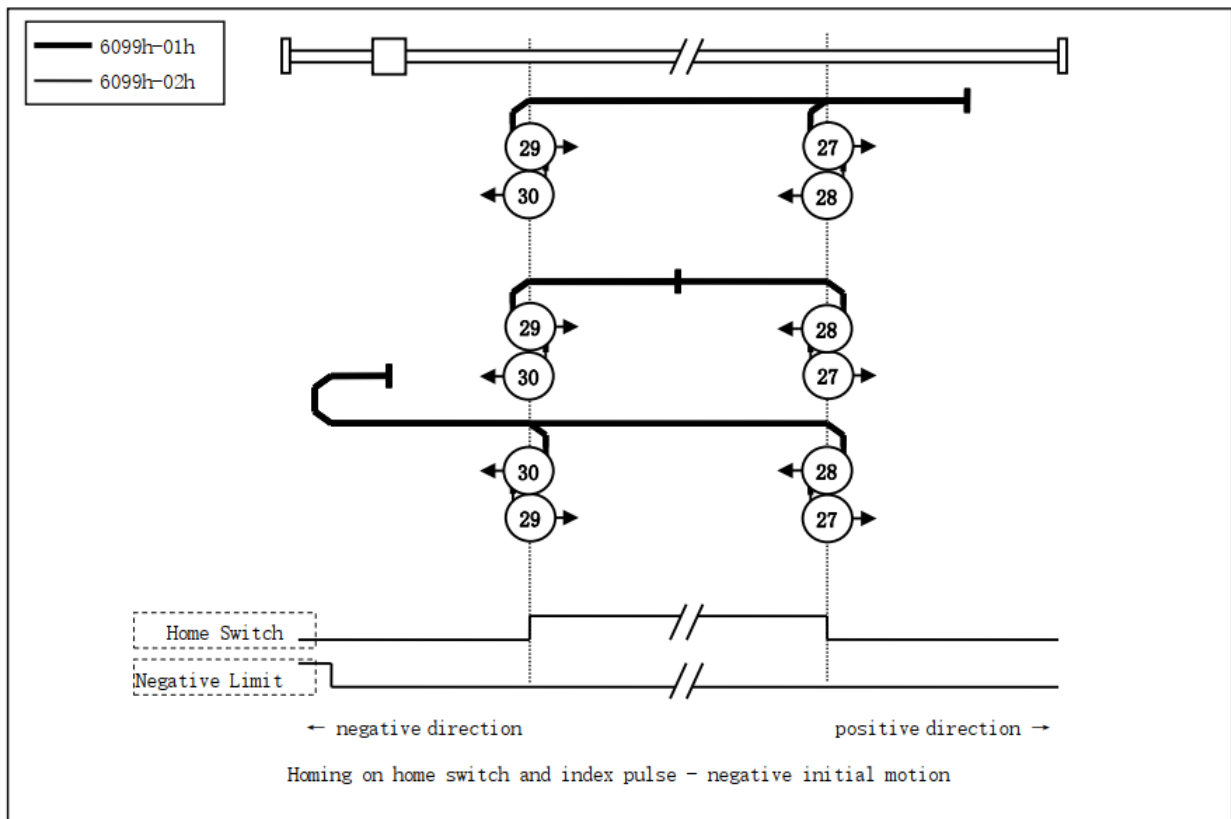 6099h-01h
6099h-02h
29
27
30
28
29
28
30
27
30
28
29
27
Home Switch
Negative Limit
← negative direction
positive direction →
Homing on home switch and index pulse - negative initial motion